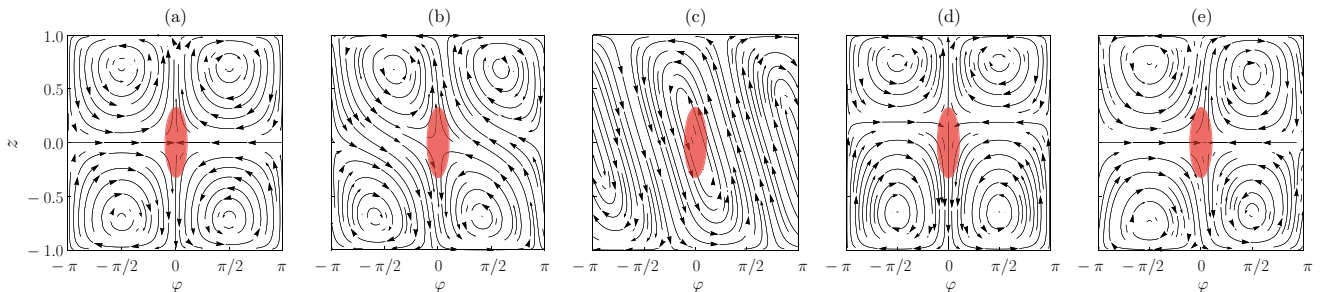 (a) (b) (c) (d) (e)
1.0
0.5
0.0
− 0.5
− 1.0
z
− π − π/2 0 π/2 π − π − π/2 0 π/2 π − π − π/2 0 π/2 π − π − π/2 0 π/2 π − π − π/2 0 π/2 π
φ φ φ φ φ